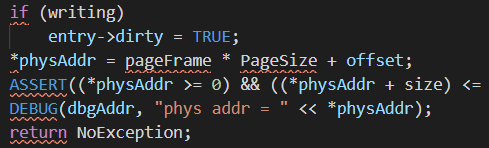 if (writing)
entry->dirty = TRUE;
*physAddr = pageFrame * PageSize + offset;
ASSERT((*physAddr >= 0) && ((*physAddr + size) <=
DEBUG(dbgAddr, "phys addr = " << *physAddr);
return NoException;